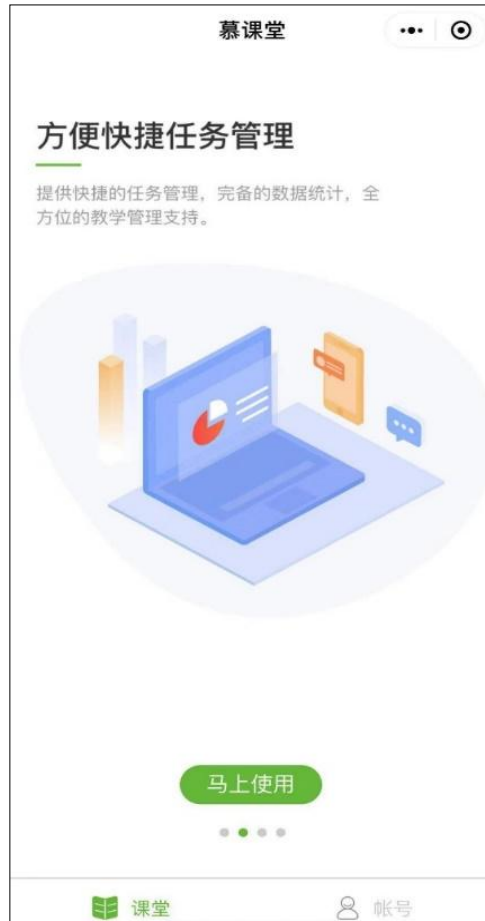 慕课堂
方便快捷任务管理
提供快捷的任务管理，完备的数据统计，全
方位的教学管理支持。
马上使用
课堂
帐号